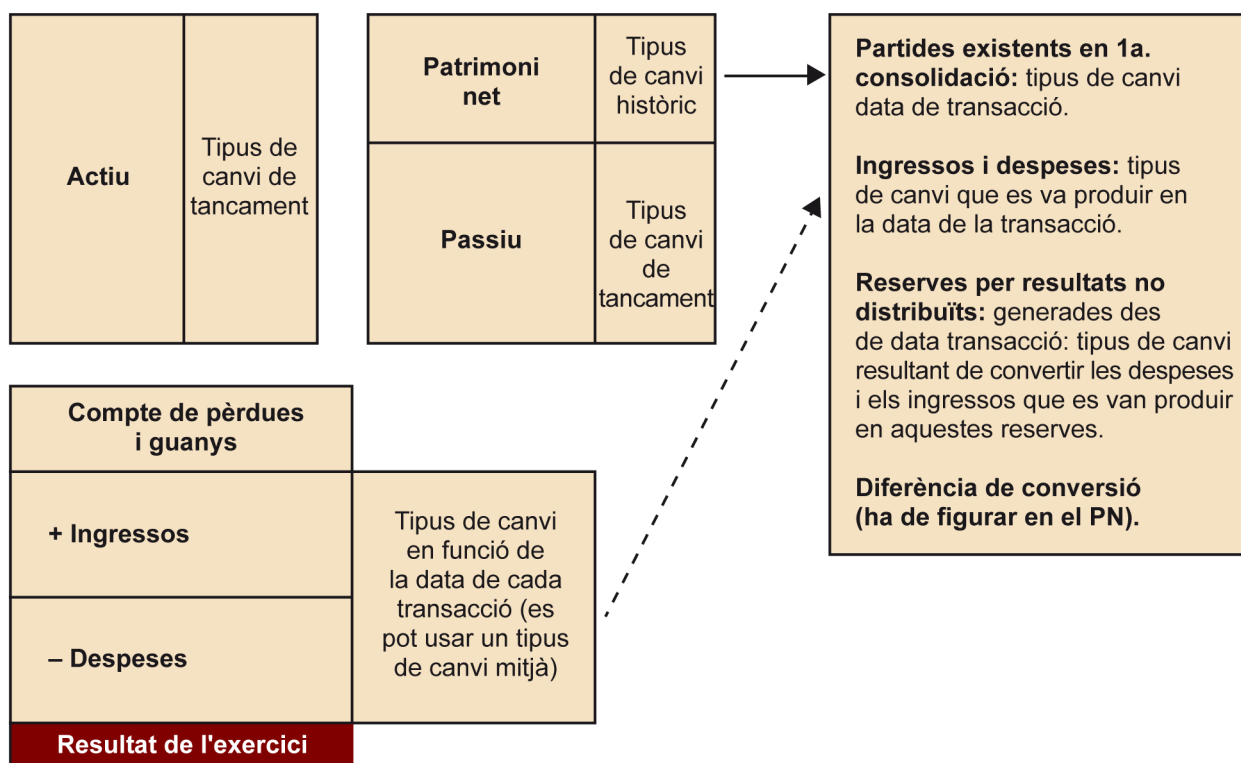 Actiu
Tipus de
canvi de
tancament
Patrimoni
net
Tipus
de canvi
històric
Passiu
Tipus
de canvi
de
tancament
Partides existents en 1a.
consolidació: tipus de canvi
data de transacció.
Ingressos i despeses: tipus
de canvi que es va produir en
la data de la transacció.
Reserves per resultats no
distribuïts: generades des
de data transacció: tipus de canvi
resultant de convertir les despeses
i els ingressos que es van produir
en aquestes reserves.
Diferència de conversió
(ha de figurar en el PN).
Compte de pèrdues
i guanys
+ Ingressos
– Despeses
Tipus de canvi
en funció de
la data de cada
transacció (es
pot usar un tipus
de canvi mitjà)
Resultat de l'exercici